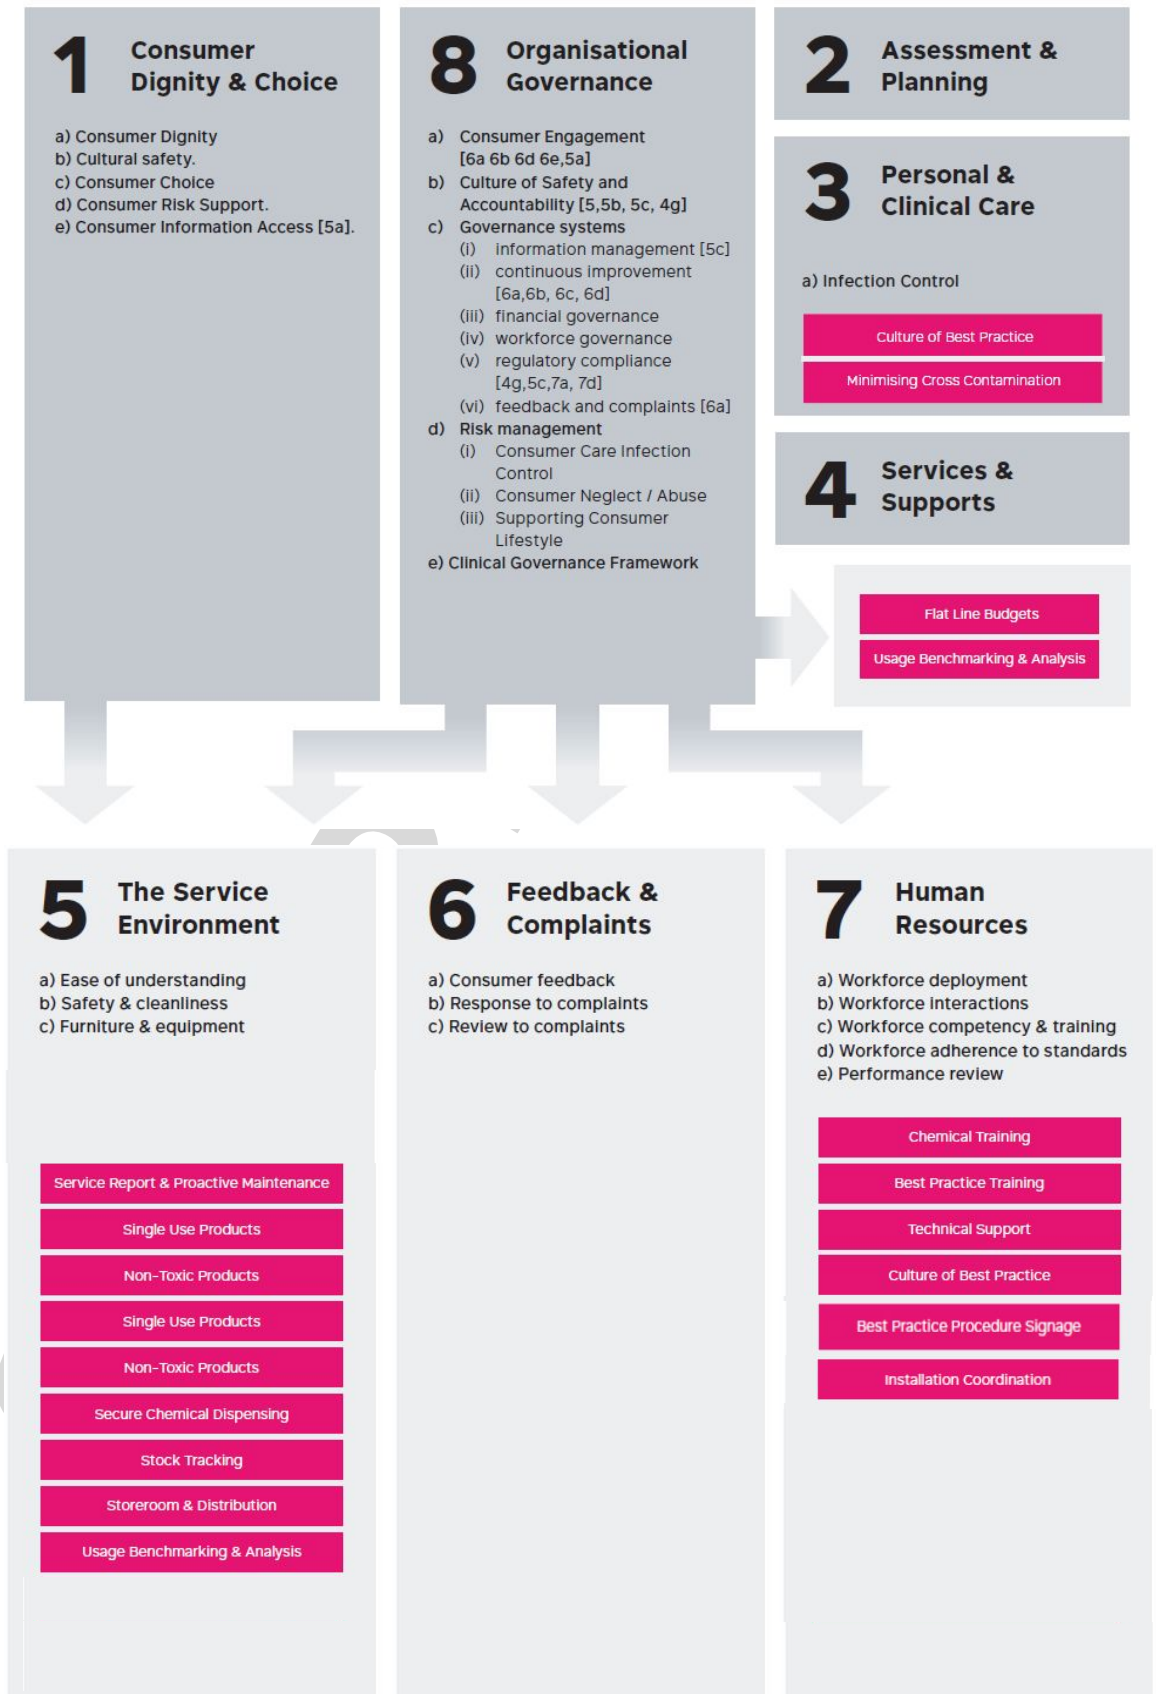 1
Consumer
Dignity & Choice
a) Consumer Dignity
b) Cultural safety.
c) Consumer Choice
d) Consumer Risk Support.
e) Consumer Information Access [5a].
8
Organisational
Governance
a) Consumer Engagement
[6a 6b 6d 6e,5a]
b) Culture of Safety and
Accountability [5,5b, 5c, 4g]
c) Governance systems
(i) information management [5c]
(ii) continuous improvement
[6a,6b, 6c, 6d]
(iii) financial governance
(iv) workforce governance
(v) regulatory compliance
[4g,5c,7a, 7d]
(vi) feedback and complaints [6a]
d) Risk management
(i) Consumer Care Infection
Control
(ii) Consumer Neglect / Abuse
(iii) Supporting Consumer
Lifestyle
e) Clinical Governance Framework
2
Assessment &
Planning
3
Personal &
Clinical Care
a) Infection Control
Culture of Best Practice
Minimising Cross Contamination
4
Services &
Supports
Flat Line Budgets
Usage Benchmarking & Analysis
5
The Service
Environment
a) Ease of understanding
b) Safety & cleanliness
c) Furniture & equipment
Service Report & Proactive Maintenance
Single Use Products
Non-Toxic Products
Single Use Products
Non-Toxic Products
Secure Chemical Dispensing
Stock Tracking
Storeroom & Distribution
Usage Benchmarking & Analysis
6
Feedback &
Complaints
a) Consumer feedback
b) Response to complaints
c) Review to complaints
7
Human
Resources
a) Workforce deployment
b) Workforce interactions
c) Workforce competency & training
d) Workforce adherence to standards
e) Performance review
Chemical Training
Best Practice Training
Technical Support
Culture of Best Practice
Best Practice Procedure Signage
Installation Coordination